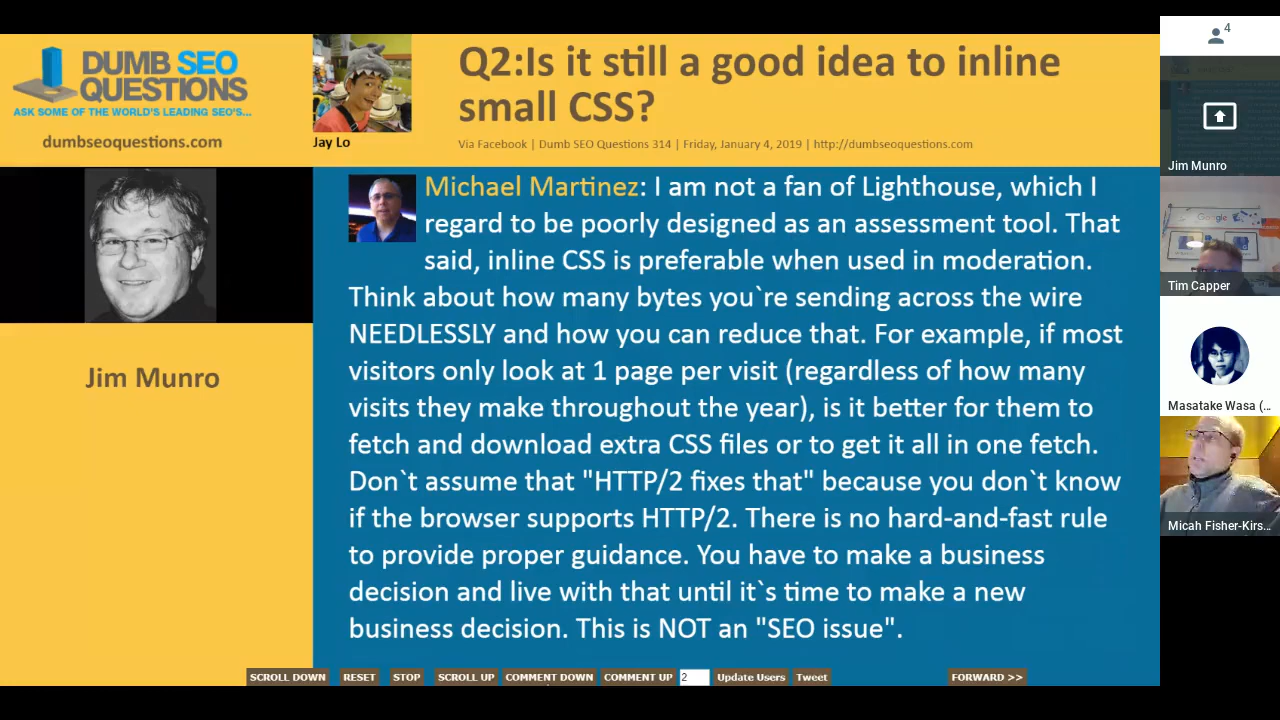 DUMB SEO
QUESTIONS
ASK SOME OF THE WORLD'S LEADING SEO'S...
dumbseoquestions.com
Jay Lo
Q2:Is it still a good idea to inline
small CSS?
Via Facebook | Dumb SEO Questions 314 | Friday, January 4, 2019 | http://dumbseoquestions.com
Jim Munro
Michael Martinez: I am not a fan of Lighthouse, which I
regard to be poorly designed as an assessment tool. That
said, inline CSS is preferable when used in moderation.
Think about how many bytes you`re sending across the wire
NEEDLESSLY and how you can reduce that. For example, if most
visitors only look at 1 page per visit (regardless of how many
visits they make throughout the year), is it better for them to
fetch and download extra CSS files or to get it all in one fetch.
Don`t assume that "HTTP/2 fixes that" because you don`t know
if the browser supports HTTP/2. There is no hard-and-fast rule
to provide proper guidance. You have to make a business
decision and live with that until it`s time to make a new
business decision. This is NOT an "SEO issue".
SCROLL DOWN RESET STOP SCROLL UP COMMENT DOWN COMMENT UP 2 Update Users Tweet FORWARD >>
4
Jim Munro
Google
Tim Capper
Masatake Wasa (...
Micah Fisher-Kirs...